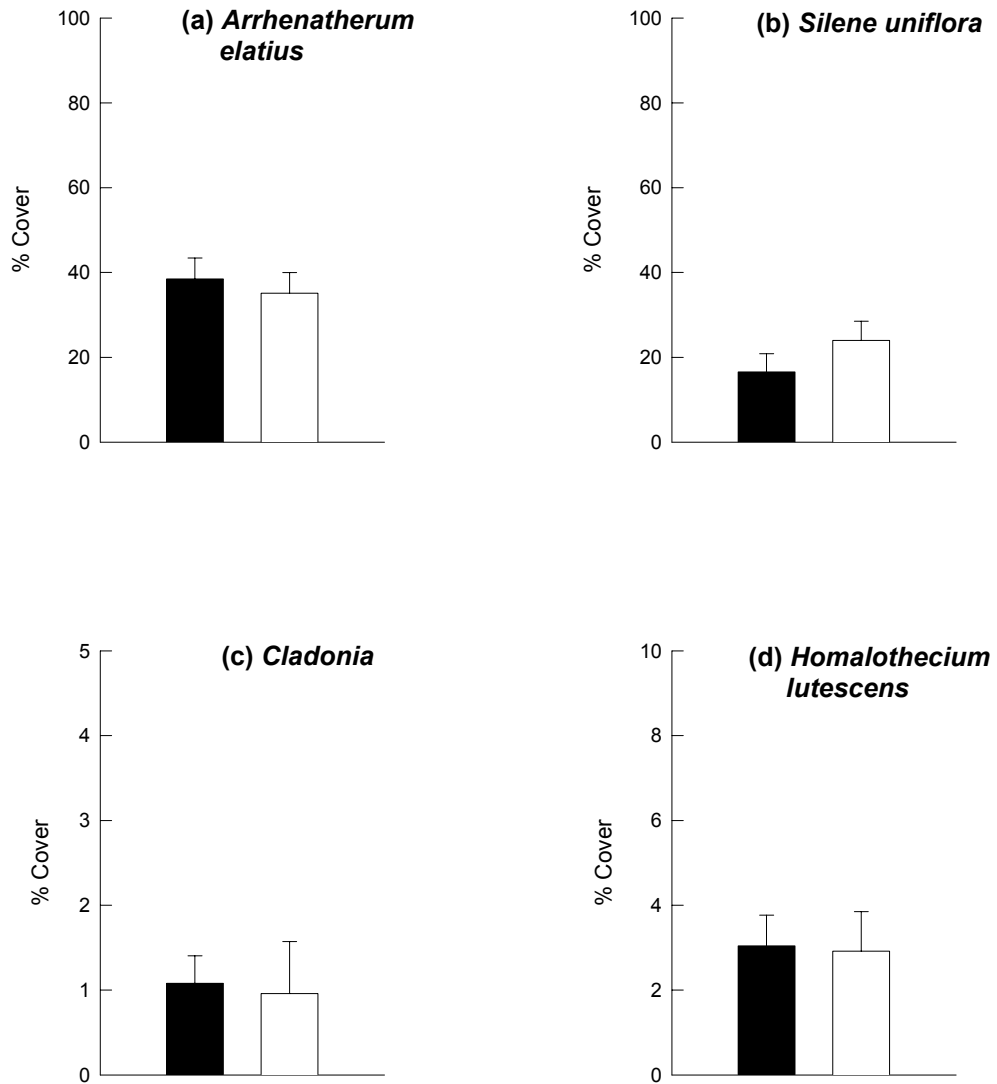 (a) Arrhenatherum
elatius
% Cover
100
80
60
40
20
0
(b) Silene uniflora
% Cover
100
80
60
40
20
0
(c) Cladonia
% Cover
5
4
3
2
1
0
(d) Homalothecium
lutescens
% Cover
10
8
6
4
2
0